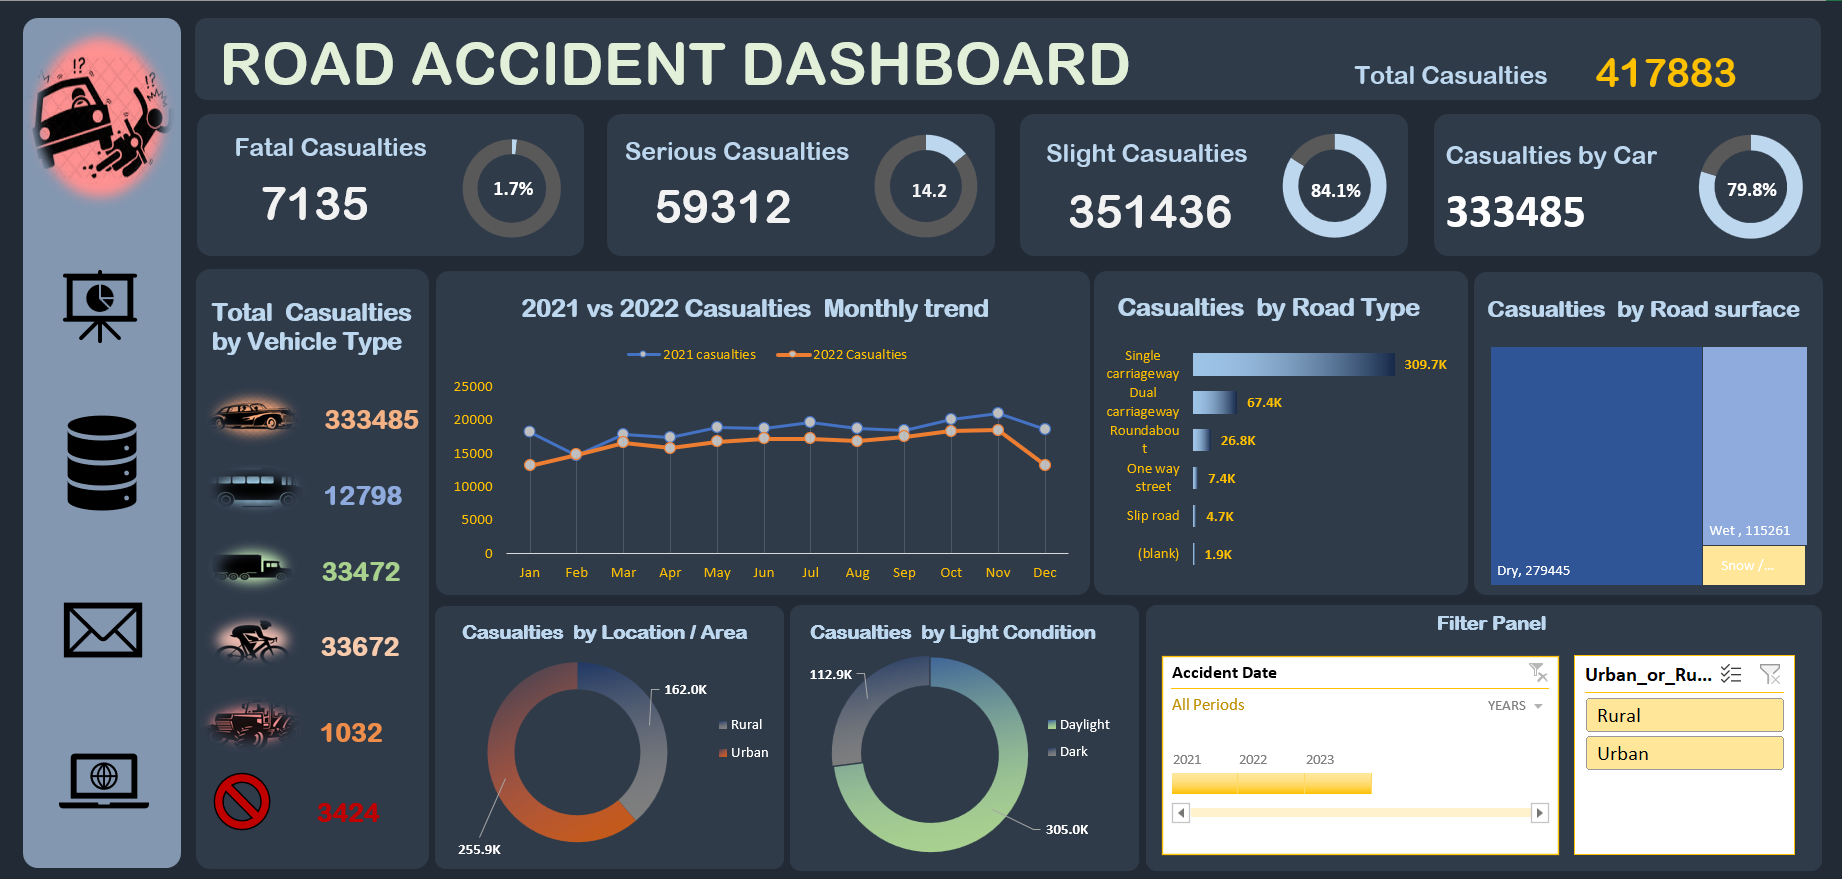 ROAD ACCIDENT DASHBOARD
Total Casualties 417883
!?
!?
Fatal Casualties
7135
1.7%
Serious Casualties
59312
14.2
Slight Casualties
351436
84.1%
Casualties by Car
333485
79.8%
Total Casualties
by Vehicle Type
333485
12798
33472
33672
1032
3424
2021 vs 2022 Casualties Monthly trend
2021 casualties 2022 Casualties
25000
20000
15000
10000
5000
0
Jan Feb Mar Apr May Jun Jul Aug Sep Oct Nov Dec
Casualties by Road Type
Single
carriageway
309.7K
Dual
carriageway
67.4K
Roundabou
t
26.8K
One way
street
7.4K
Slip road
4.7K
(blank)
1.9K
Casualties by Road surface
Dry, 279445
Wet , 115261
Snow /...
Casualties by Location / Area
162.0K
Rural
Urban
255.9K
Casualties by Light Condition
112.9K
Daylight
Dark
305.0K
Filter Panel
Accident Date
All Periods
YEARS
2021 2022 2023
Urban_or_Ru...
Rural
Urban